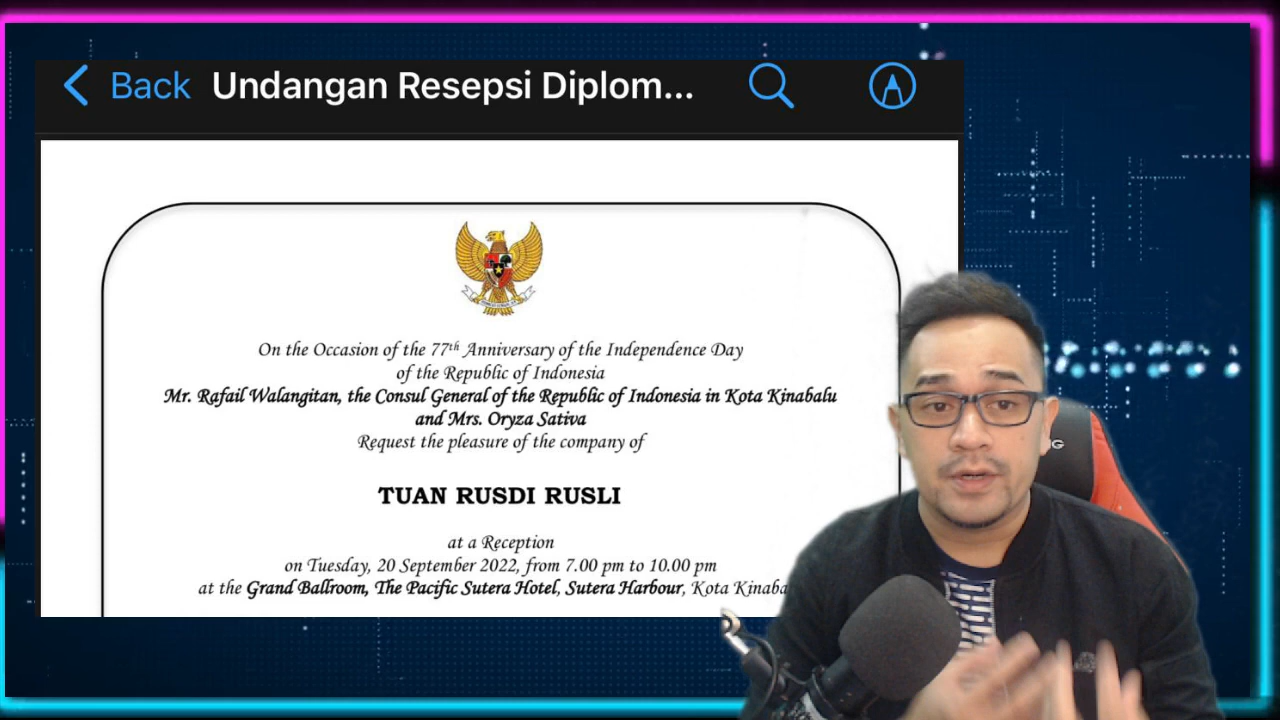 Back Undangan Resepsi Diplom...
On the Occasion of the 77th Anniversary of the Independence Day
of the Republic of Indonesia
Mr. Rafail Walangitan, the Consul General of the Republic of Indonesia in Kota Kinabalu
and Mrs. Oryza Sativa
Request the pleasure of the company of
TUAN RUSDI RUSLI
at a Reception
on Tuesday, 20 September 2022, from 7.00 pm to 10.00 pm
at the Grand Ballroom, The Pacific Sutera Hotel, Sutera Harbour, Kota Kinaba
G